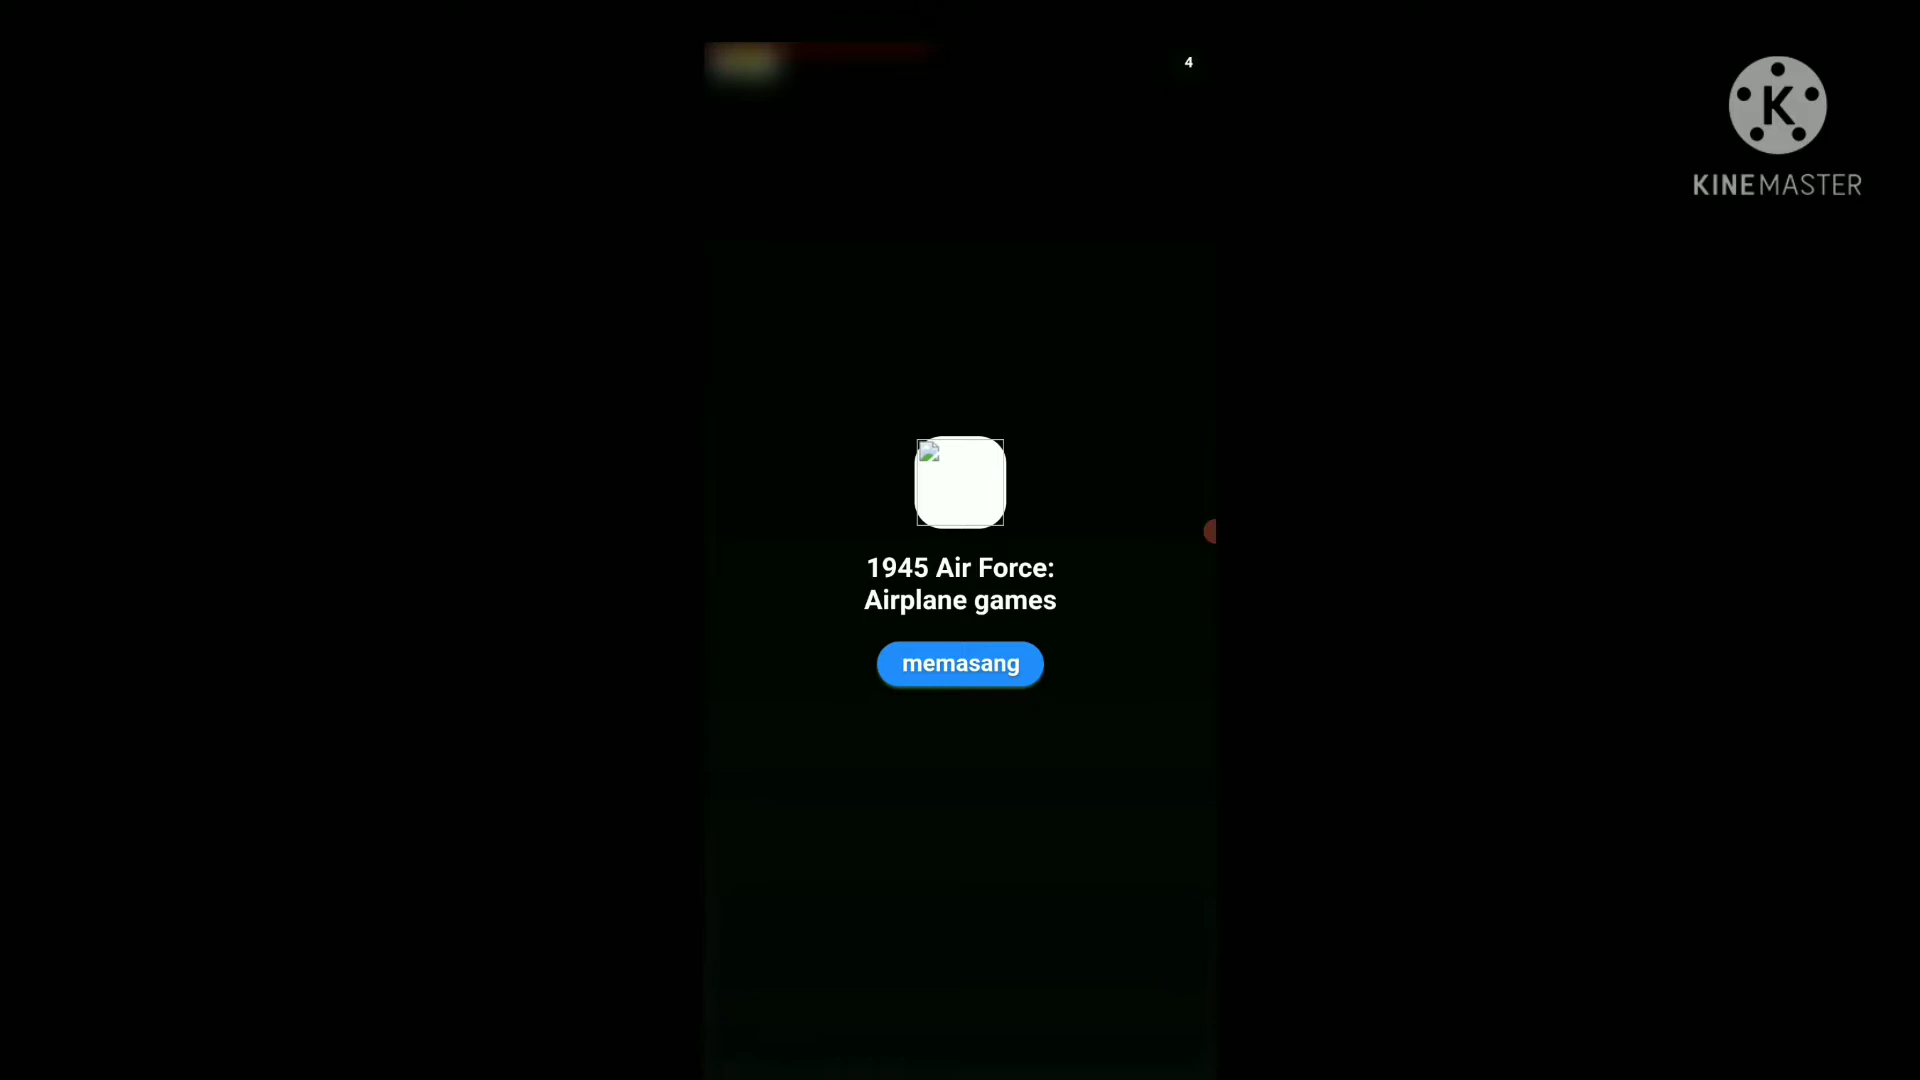 4
K
KINEMASTER
1945 Air Force:
Airplane games
memasang